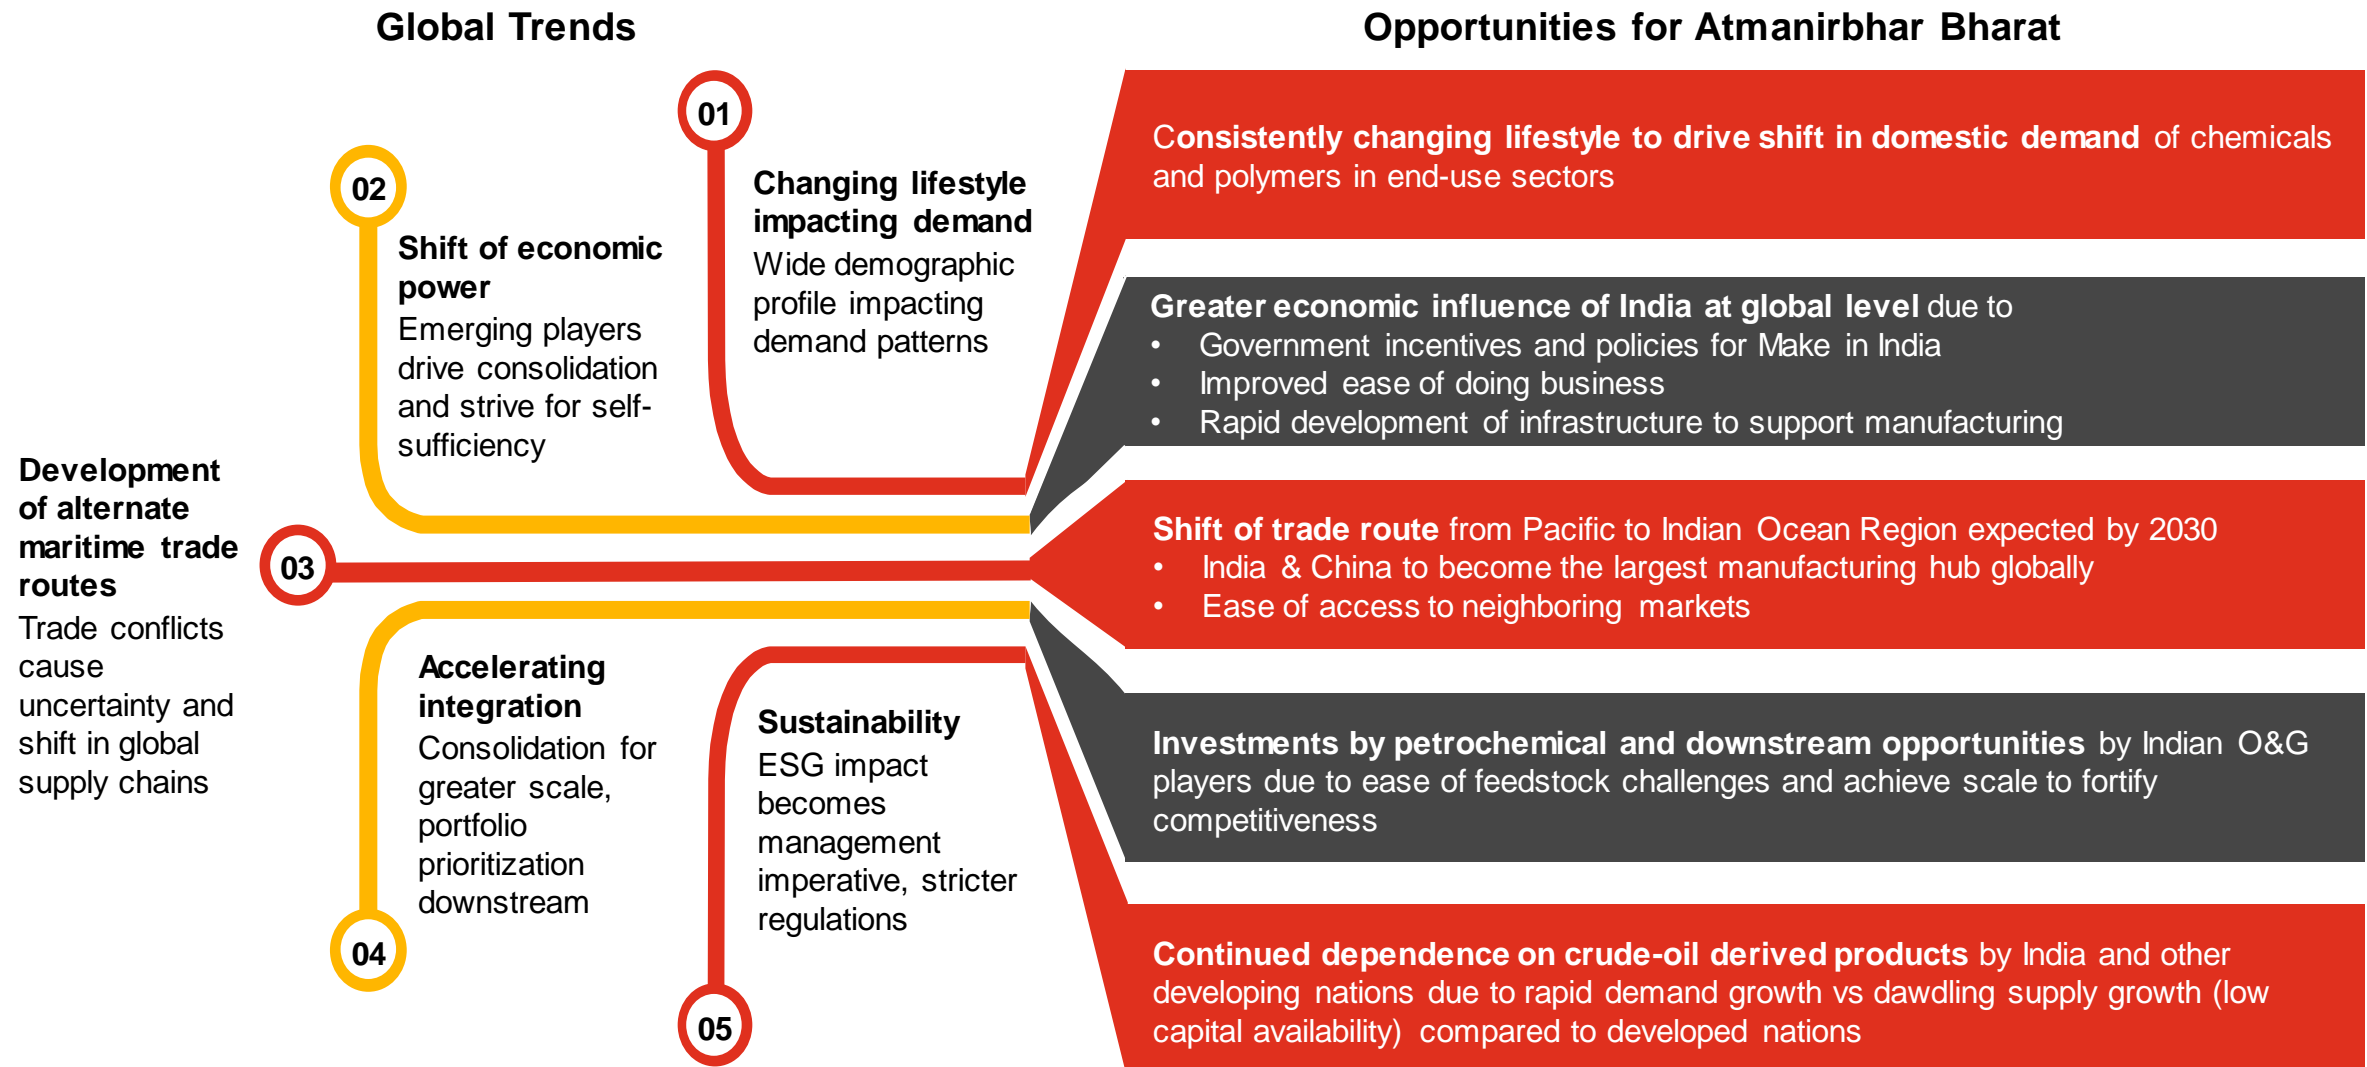 Global Trends
Opportunities for Atmanirbhar Bharat
01
Changing lifestyle
impacting demand
Wide demographic
profile impacting
demand patterns
02
Shift of economic
power
Emerging players
drive consolidation
and strive for self-
sufficiency
03
Development
of alternate
maritime trade
routes
Trade conflicts
cause
uncertainty and
shift in global
supply chains
04
Accelerating
integration
Consolidation for
greater scale,
portfolio
prioritization
downstream
05
Sustainability
ESG impact
becomes
management
imperative, stricter
regulations
Consistently changing lifestyle to drive shift in domestic demand of chemicals
and polymers in end-use sectors
Greater economic influence of India at global level due to
• Government incentives and policies for Make in India
• Improved ease of doing business
• Rapid development of infrastructure to support manufacturing
Shift of trade route from Pacific to Indian Ocean Region expected by 2030
• India & China to become the largest manufacturing hub globally
• Ease of access to neighboring markets
Investments by petrochemical and downstream opportunities by Indian O&G
players due to ease of feedstock challenges and achieve scale to fortify
competitiveness
Continued dependence on crude-oil derived products by India and other
developing nations due to rapid demand growth vs dawdling supply growth (low
capital availability) compared to developed nations